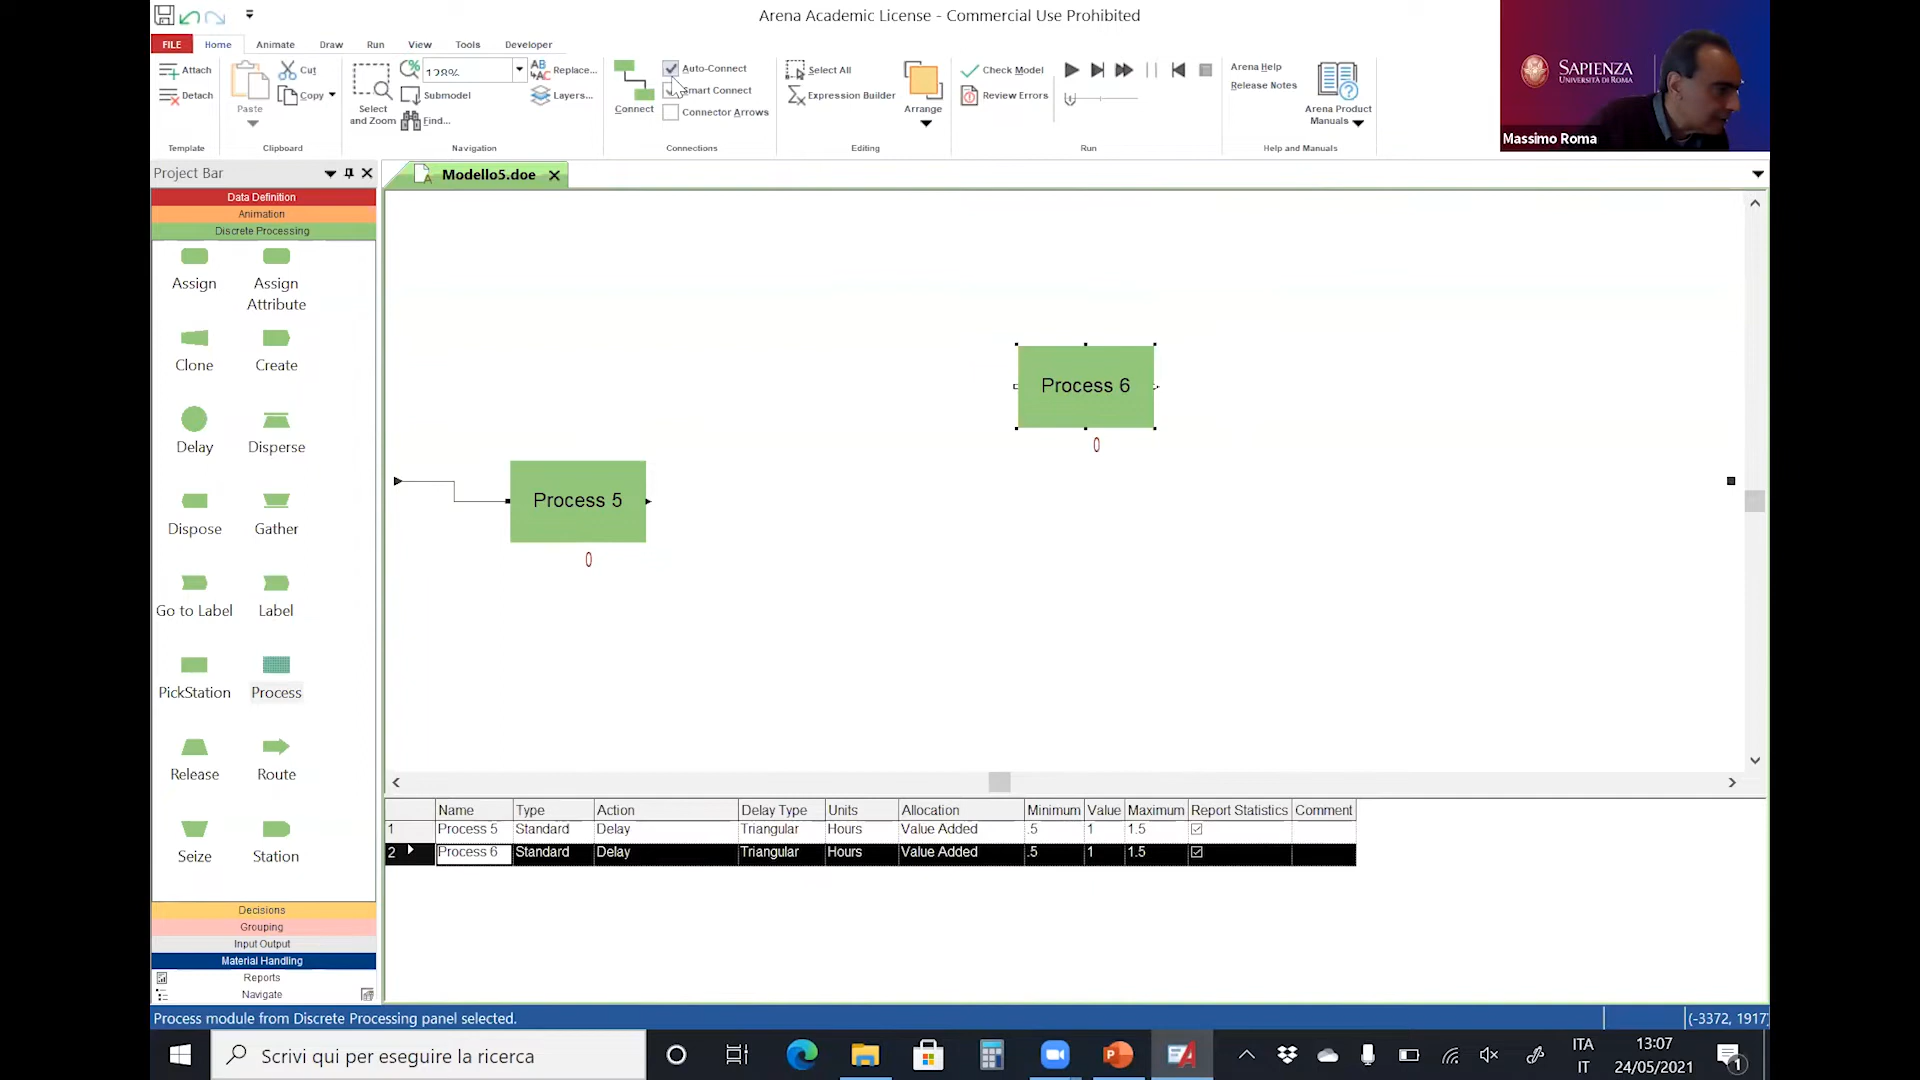 Arena Academic License - Commercial Use Prohibited
FILE Home Animate Draw Run View Tools Developer
Attach
Detach
Template
Paste
Cut
Copy
Clipboard
Select
and Zoom
128%
Submodel
Find...
Replace...
Layers...
Navigation
Connect
Auto-Connect
Smart Connect
Connector Arrows
Connections
Select All
Expression Builder
Arrange
Editing
Check Model
Review Errors
Run
Arena Help
Release Notes
Arena Product
Manuals
Help and Manuals
SAPIENZA
UNIVERSITÀ DI ROMA
Massimo Roma
Project Bar
Modello5.doe
Data Definition
Animation
Discrete Processing
Assign
Assign
Attribute
Clone
Create
Delay
Disperse
Dispose
Gather
Go to Label
Label
PickStation
Process
Release
Route
Seize
Station
Decisions
Grouping
Input Output
Material Handling
Reports
Navigate
Process 6
0
Process 5
0
Name Type Action Delay Type Units Allocation Minimum Value Maximum Report Statistics Comment
1 Process 5 Standard Delay Triangular Hours Value Added .5 1 1.5
2 Process 6 Standard Delay Triangular Hours Value Added .5 1 1.5
Process module from Discrete Processing panel selected.
(-3372, 1917)
Scrivi qui per eseguire la ricerca
ITA
IT
13:07
24/05/2021
1